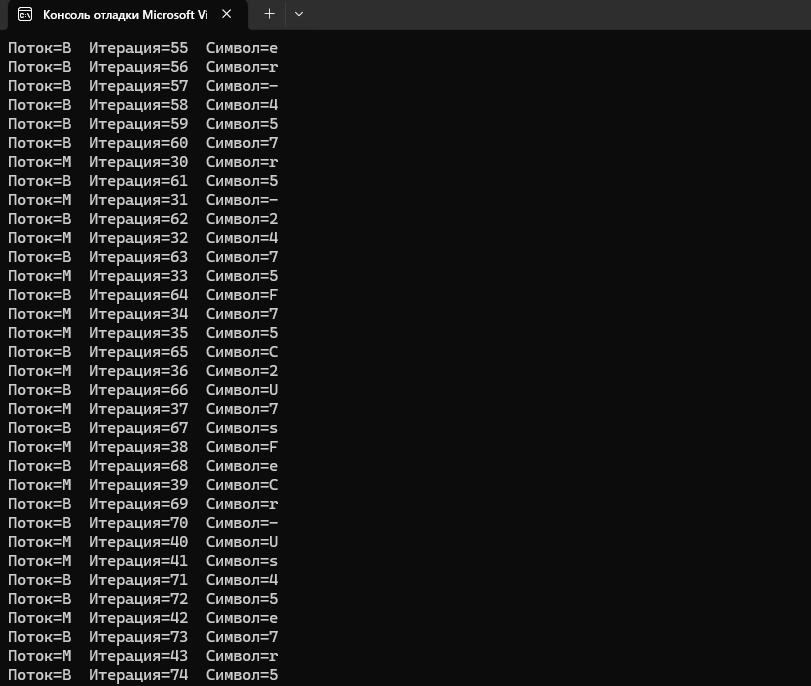 Консоль отладки Microsoft Vi
Поток=B Итерация=55 Символ=e
Поток=B Итерация=56 Символ=r
Поток=B Итерация=57 Символ=-
Поток=B Итерация=58 Символ=4
Поток=B Итерация=59 Символ=5
Поток=B Итерация=60 Символ=7
Поток=M Итерация=30 Символ=r
Поток=B Итерация=61 Символ=5
Поток=M Итерация=31 Символ=-
Поток=B Итерация=62 Символ=2
Поток=M Итерация=32 Символ=4
Поток=B Итерация=63 Символ=7
Поток=M Итерация=33 Символ=5
Поток=B Итерация=64 Символ=F
Поток=M Итерация=34 Символ=7
Поток=M Итерация=35 Символ=5
Поток=B Итерация=65 Символ=C
Поток=M Итерация=36 Символ=2
Поток=B Итерация=66 Символ=U
Поток=M Итерация=37 Символ=7
Поток=B Итерация=67 Символ=s
Поток=M Итерация=38 Символ=F
Поток=B Итерация=68 Символ=e
Поток=M Итерация=39 Символ=C
Поток=B Итерация=69 Символ=r
Поток=B Итерация=70 Символ=-
Поток=M Итерация=40 Символ=U
Поток=M Итерация=41 Символ=s
Поток=B Итерация=71 Символ=4
Поток=B Итерация=72 Символ=5
Поток=M Итерация=42 Символ=e
Поток=B Итерация=73 Символ=7
Поток=M Итерация=43 Символ=r
Поток=B Итерация=74 Символ=5